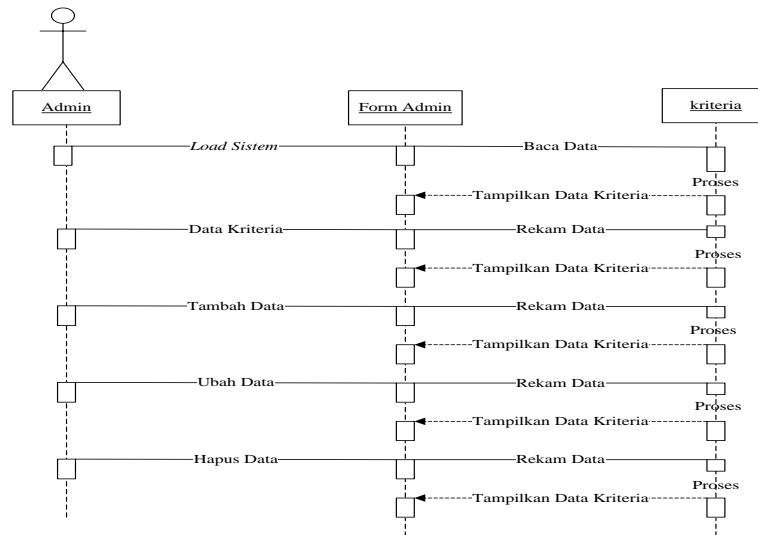 Admin
Form Admin
kriteria
Load Sistem
Baca Data
Proses
Tampilkan Data Kriteria
Data Kriteria
Rekam Data
Proses
Tampilkan Data Kriteria
Tambah Data
Rekam Data
Proses
Tampilkan Data Kriteria
Ubah Data
Rekam Data
Proses
Tampilkan Data Kriteria
Hapus Data
Rekam Data
Proses
Tampilkan Data Kriteria